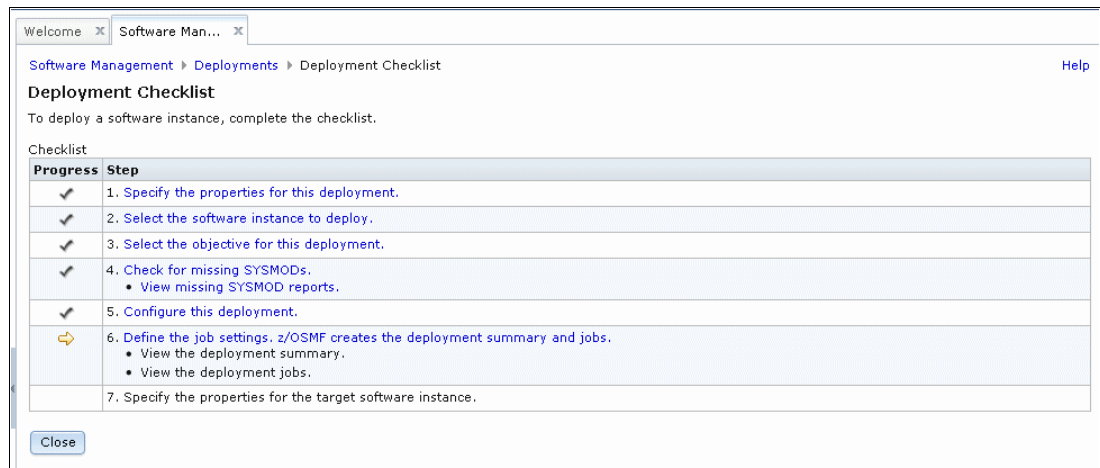 Welcome x Software Man... x
Software Management ▸ Deployments ▸ Deployment Checklist Help
Deployment Checklist
To deploy a software instance, complete the checklist.
Checklist
Progress Step
1. Specify the properties for this deployment.
2. Select the software instance to deploy.
3. Select the objective for this deployment.
4. Check for missing SYSMODs.
• View missing SYSMOD reports.
5. Configure this deployment.
6. Define the job settings. z/OSMF creates the deployment summary and jobs.
• View the deployment summary.
• View the deployment jobs.
7. Specify the properties for the target software instance.
Close